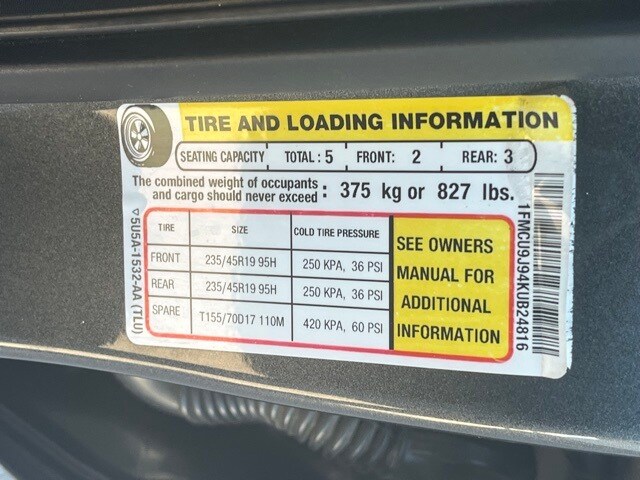 TIRE AND LOADING INFORMATION
SEATING CAPACITY TOTAL : 5 FRONT: 2 REAR: 3
The combined weight of occupants
and cargo should never exceed : 375 kg or 827 lbs.
TIRE SIZE COLD TIRE PRESSURE
FRONT 235/45R19 95H 250 KPA, 36 PSI
REAR 235/45R19 95H 250 KPA, 36 PSI
SPARE T155/70D17 110M 420 KPA, 60 PSI
SEE OWNERS
MANUAL FOR
ADDITIONAL
INFORMATION
5U5A-1532-AA (TLU)
1FMCU9J94KUB24816